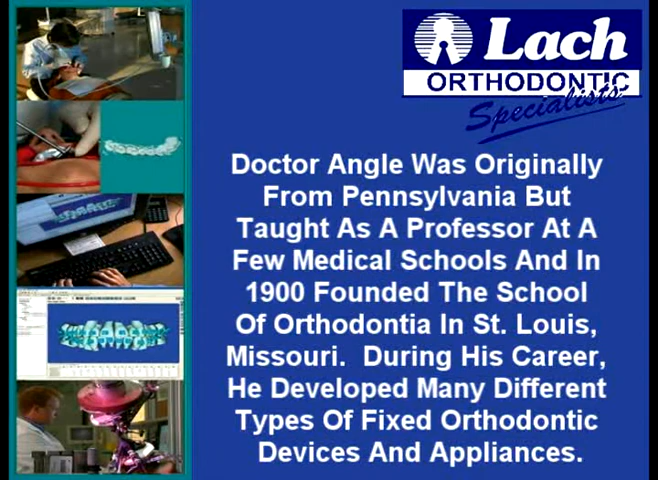 Lach
ORTHODONTIC
Specialists
Doctor Angle Was Originally
From Pennsylvania But
Taught As A Professor At A
Few Medical Schools And In
1900 Founded The School
Of Orthodontia In St. Louis,
Missouri. During His Career,
He Developed Many Different
Types Of Fixed Orthodontic
Devices And Appliances.